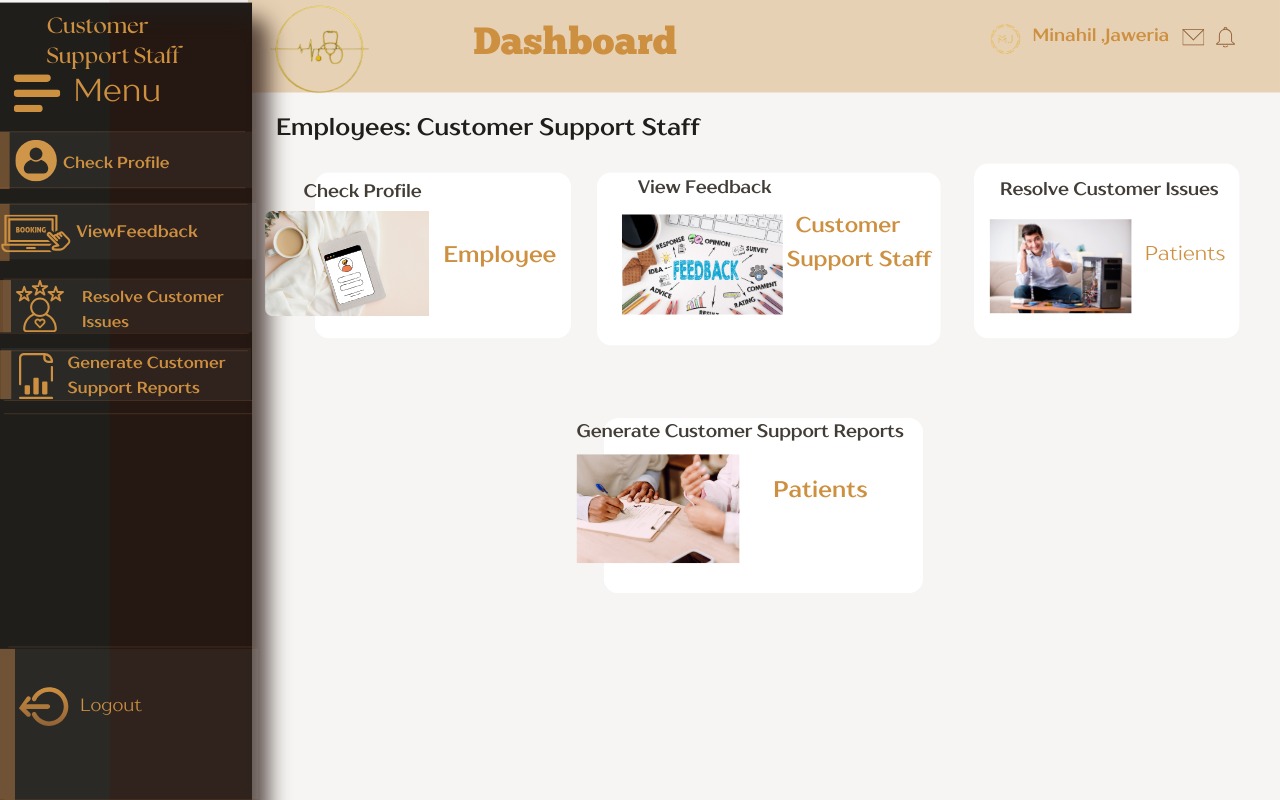 Customer
Support Staff
Menu
Check Profile
BOOKING
ViewFeedback
Resolve Customer
Issues
Generate Customer
Support Reports
Logout
Dashboard
Minahil Jaweria
Employees: Customer Support Staff
Check Profile
Employee
View Feedback
Customer
Support Staff
RESPONSE
OPINION
SURVEY
IDEA
FEEDBACK
ADVICE
COMMENT
RATING
Resolve Customer Issues
Patients
Generate Customer Support Reports
Patients